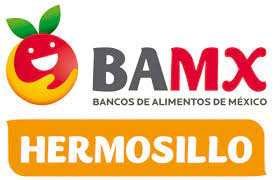 BAMX
BANCOS DE ALIMENTOS DE MÉXICO
HERMOSILLO